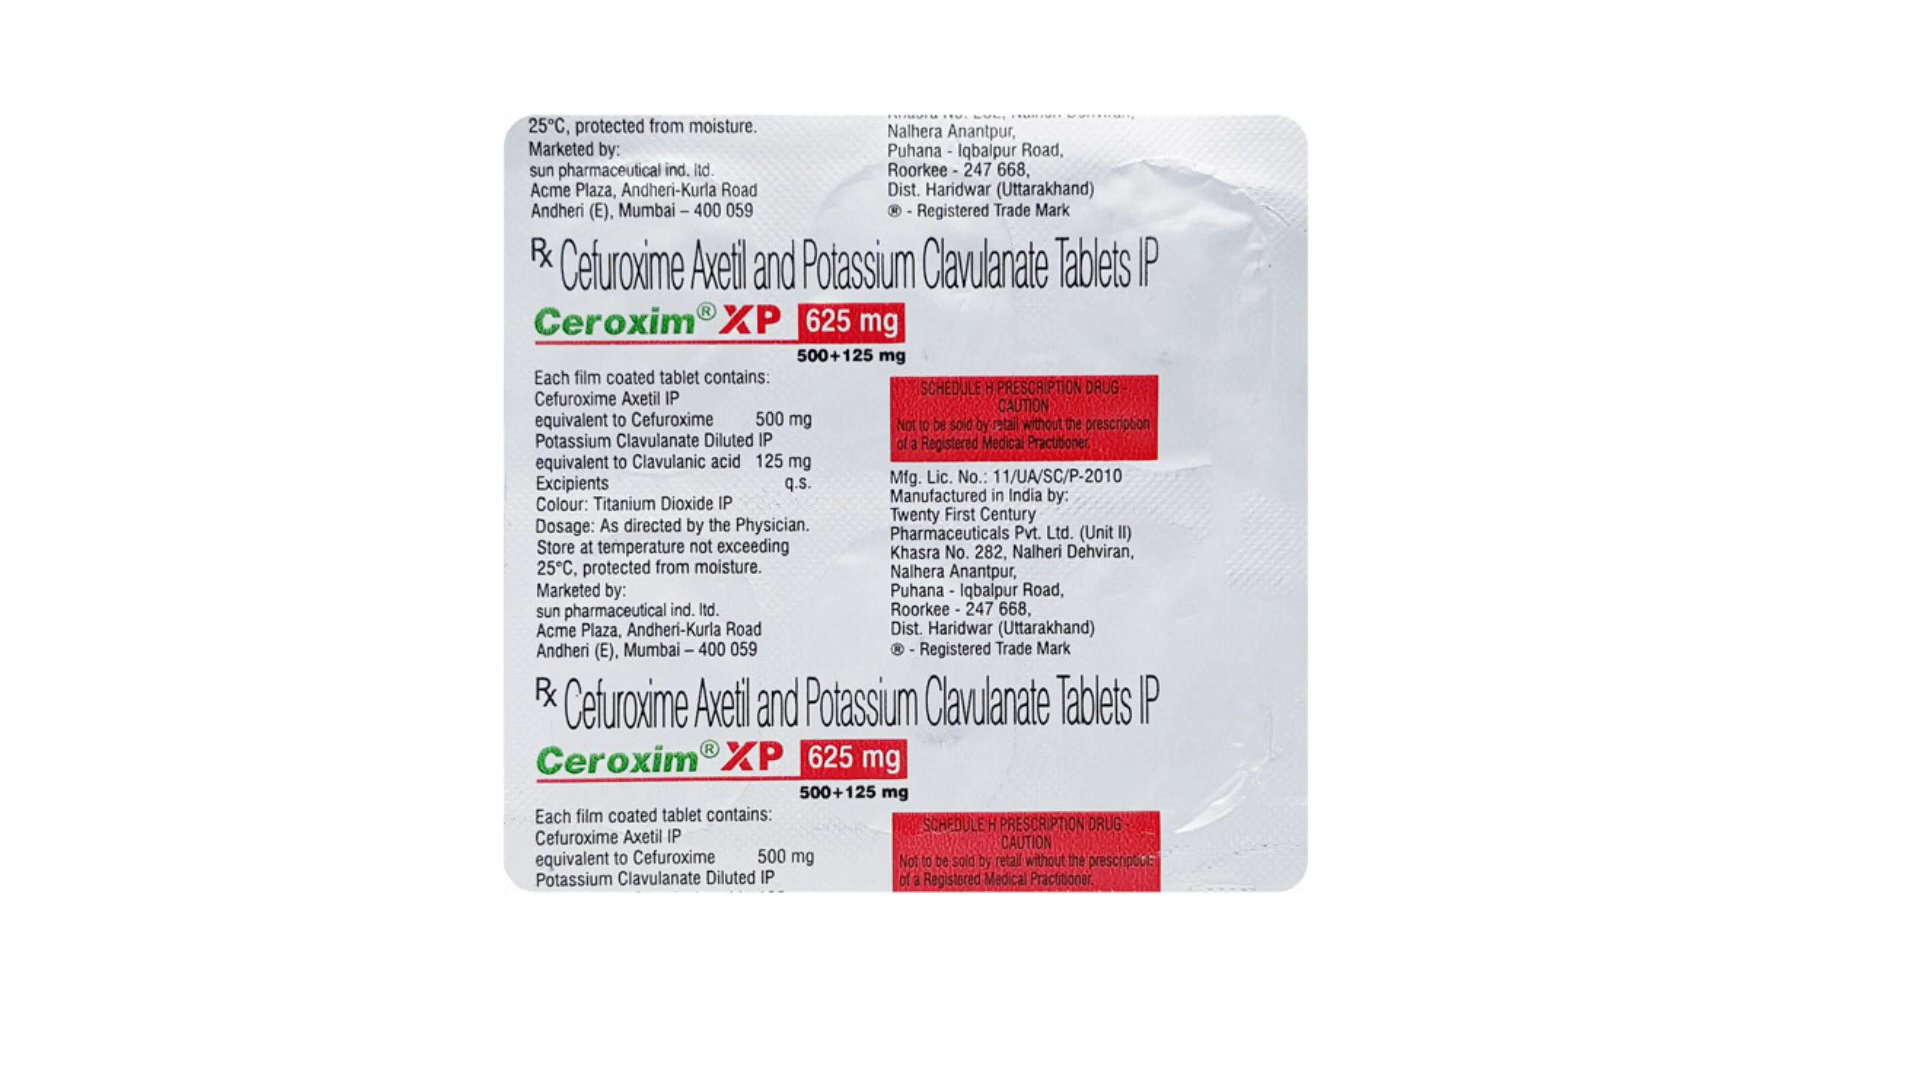 25°C, protected from moisture.
Marketed by:
sun pharmaceutical ind. ltd.
Acme Plaza, Andheri-Kurla Road
Andheri (E), Mumbai – 400 059
Nalhera Anantpur,
Puhana - Iqbalpur Road,
Roorkee - 247 668,
Dist. Haridwar (Uttarakhand)
® - Registered Trade Mark
Rx Cefuroxime Axetil and Potassium Clavulanate Tablets IP
Ceroxim® XP 625 mg
500+125 mg
Each film coated tablet contains:
Cefuroxime Axetil IP
equivalent to Cefuroxime 500 mg
Potassium Clavulanate Diluted IP
equivalent to Clavulanic acid 125 mg
Excipients q.s.
Colour: Titanium Dioxide IP
Dosage: As directed by the Physician.
Store at temperature not exceeding
25°C, protected from moisture.
Marketed by:
sun pharmaceutical ind. ltd.
Acme Plaza, Andheri-Kurla Road
Andheri (E), Mumbai – 400 059
SCHEDULE H PRESCRIPTION DRUG -
CAUTION
Not to be sold by retail without the prescription
of a Registered Medical Practitioner.
Mfg. Lic. No.: 11/UA/SC/P-2010
Manufactured in India by:
Twenty First Century
Pharmaceuticals Pvt. Ltd. (Unit II)
Khasra No. 282, Nalheri Dehviran,
Nalhera Anantpur,
Puhana - Iqbalpur Road,
Roorkee - 247 668,
Dist. Haridwar (Uttarakhand)
® - Registered Trade Mark
Rx Cefuroxime Axetil and Potassium Clavulanate Tablets IP
Ceroxim® XP 625 mg
500+125 mg
Each film coated tablet contains:
Cefuroxime Axetil IP
equivalent to Cefuroxime 500 mg
Potassium Clavulanate Diluted IP
SCHEDULE H PRESCRIPTION DRUG -
CAUTION
Not to be sold by retail without the prescription
of a Registered Medical Practitioner.